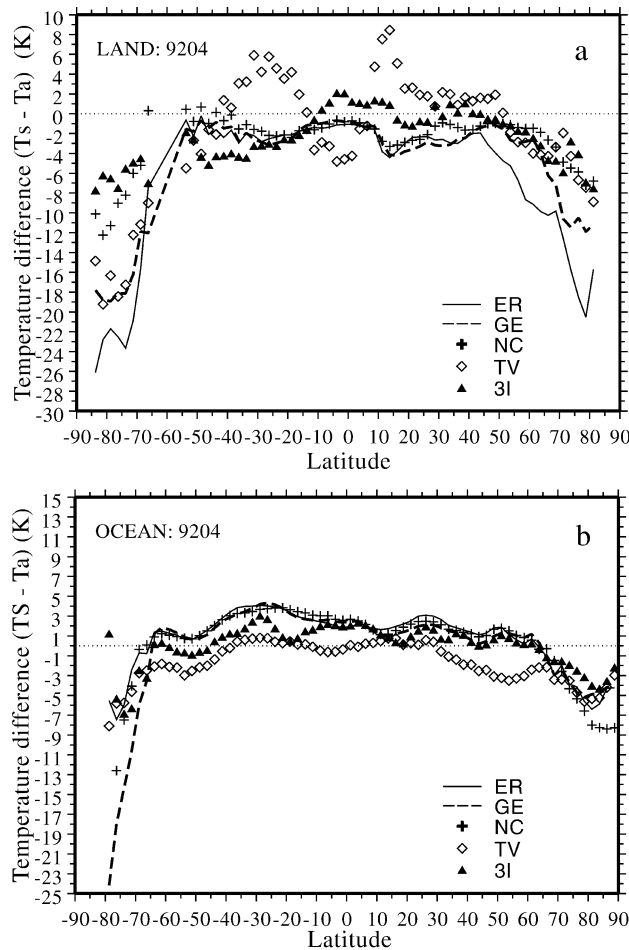 10
8
6
4
2
0
-2
-4
-6
-8
-10
-12
-14
-16
-18
-20
-22
-24
-26
-28
-30
Temperature difference (Ts - Ta) (K)
LAND: 9204
a
ER
GE
NC
TV
3I
-90 -80 -70 -60 -50 -40 -30 -20 -10 0 10 20 30 40 50 60 70 80 90
Latitude
15
13
11
9
7
5
3
1
-1
-3
-5
-7
-9
-11
-13
-15
-17
-19
-21
-23
-25
Temperature difference (TS - Ta) (K)
OCEAN: 9204
b
ER
GE
NC
TV
3I
-90 -80 -70 -60 -50 -40 -30 -20 -10 0 10 20 30 40 50 60 70 80 90
Latitude